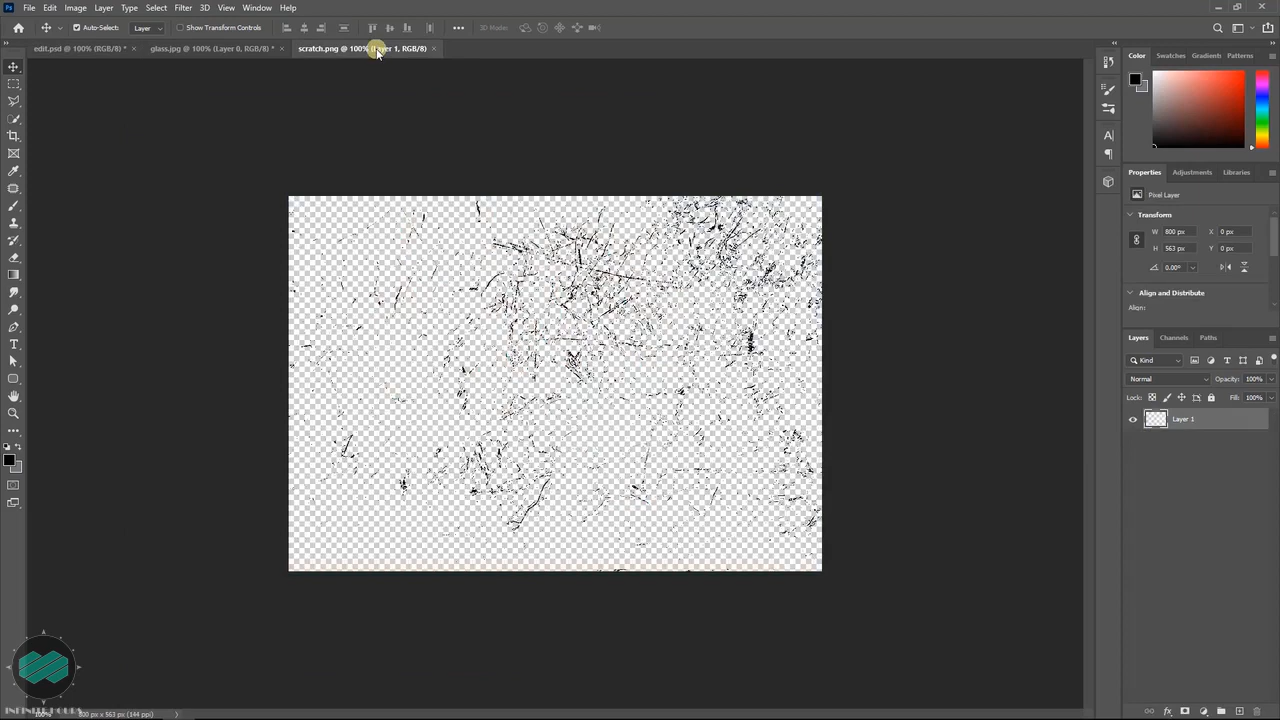 File Edit Image Layer Type Select Filter 3D View Window Help
Auto-Select: Layer Show Transform Controls 3D Mode:
edit.psd @ 100% (RGB/8) * glass.jpg @ 100% (Layer 0, RGB/8) * scratch.png @ 100% (Layer 1, RGB/8)
Color Swatches Gradients Patterns
Properties Adjustments Libraries
Pixel Layer
Transform
W 800 px X 0 px
H 563 px Y 0 px
0.00°
Align and Distribute
Align:
Layers Channels Paths
Kind
Normal Opacity: 100%
Lock: Fill: 100%
Layer 1
100% 800 px x 563 px (144 ppi)